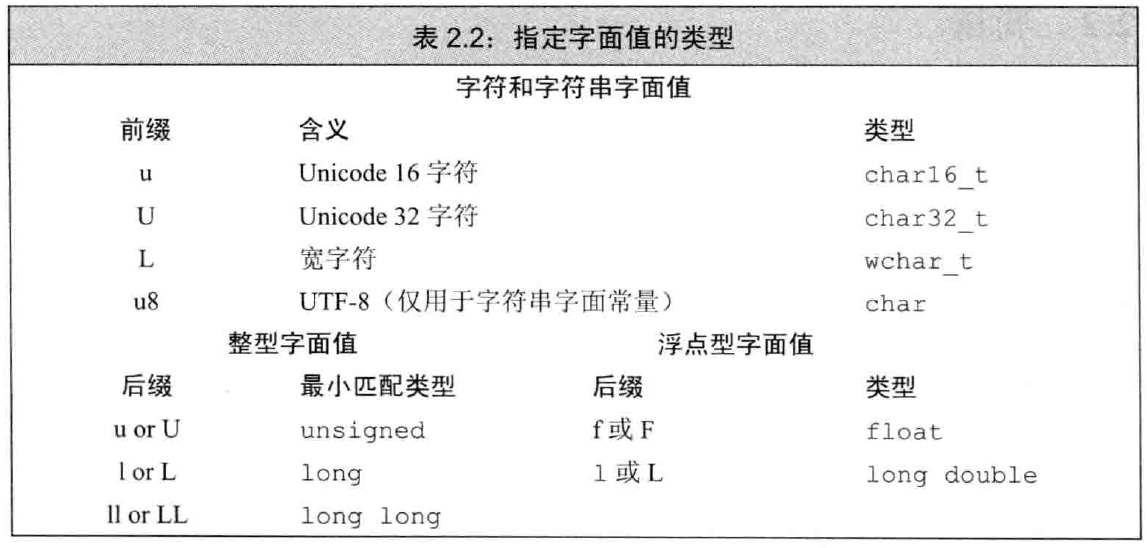 表 2.2：指定字面值的类型
字符和字符串字面值
前缀 含义 类型
u Unicode 16 字符 char16_t
U Unicode 32 字符 char32_t
L 宽字符 wchar_t
u8 UTF-8（仅用于字符串字面常量） char
整型字面值 浮点型字面值
后缀 最小匹配类型 后缀 类型
u or U unsigned f 或 F float
l or L long l 或 L long double
ll or LL long long